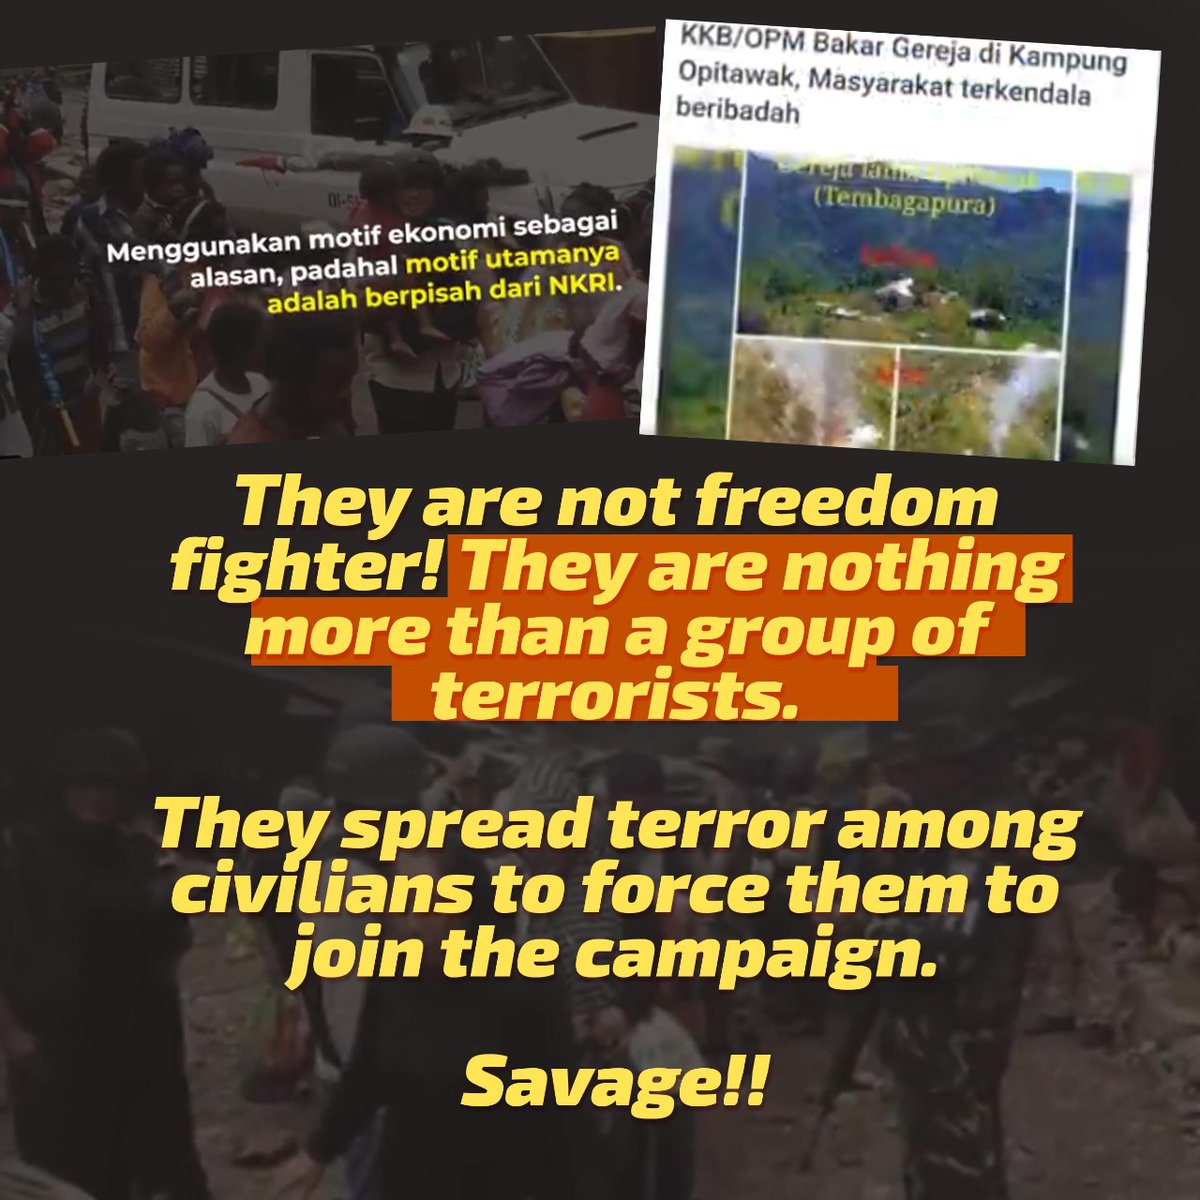 Menggunakan motif ekonomi sebagai
alasan, padahal motif utamanya
adalah berpisah dari NKRI.
KKB/OPM Bakar Gereja di Kampung
Opitawak, Masyarakat terkendala
beribadah
(Tembagapura)
They are not freedom
fighter! They are nothing
more than a group of
terrorists.
They spread terror among
civilians to force them to
join the campaign.
Savage!!